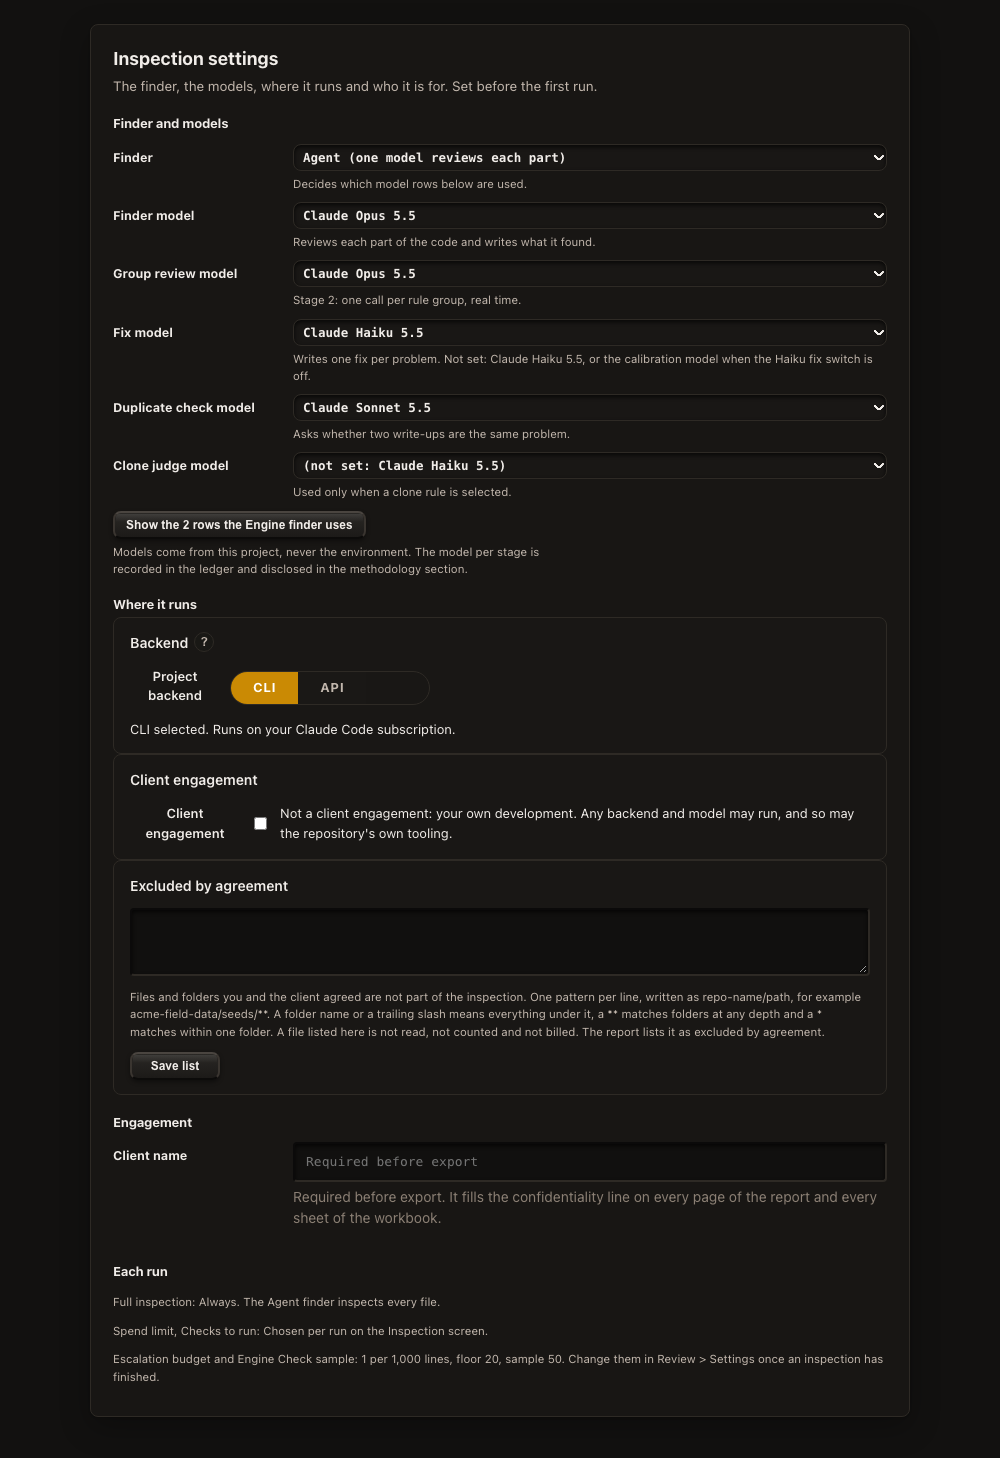 Inspection settings
The finder, the models, where it runs and who it is for. Set before the first run.
Finder and models
Finder
Agent (one model reviews each part)
Decides which model rows below are used.
Finder model
Claude Opus 5.5
Reviews each part of the code and writes what it found.
Group review model
Claude Opus 5.5
Stage 2: one call per rule group, real time.
Fix model
Claude Haiku 5.5
Writes one fix per problem. Not set: Claude Haiku 5.5, or the calibration model when the Haiku fix switch is
off.
Duplicate check model
Claude Sonnet 5.5
Asks whether two write-ups are the same problem.
Clone judge model
(not set: Claude Haiku 5.5)
Used only when a clone rule is selected.
Show the 2 rows the Engine finder uses
Models come from this project, never the environment. The model per stage is
recorded in the ledger and disclosed in the methodology section.
Where it runs
Backend ?
Project
backend
CLI API
CLI selected. Runs on your Claude Code subscription.
Client engagement
Client
engagement
Not a client engagement: your own development. Any backend and model may run, and so may
the repository's own tooling.
Excluded by agreement
Files and folders you and the client agreed are not part of the inspection. One pattern per line, written as repo-name/path, for example
acme-field-data/seeds/**. A folder name or a trailing slash means everything under it, a ** matches folders at any depth and a *
matches within one folder. A file listed here is not read, not counted and not billed. The report lists it as excluded by agreement.
Save list
Engagement
Client name
Required before export
Required before export. It fills the confidentiality line on every page of the report and every
sheet of the workbook.
Each run
Full inspection: Always. The Agent finder inspects every file.
Spend limit, Checks to run: Chosen per run on the Inspection screen.
Escalation budget and Engine Check sample: 1 per 1,000 lines, floor 20, sample 50. Change them in Review > Settings once an inspection has
finished.